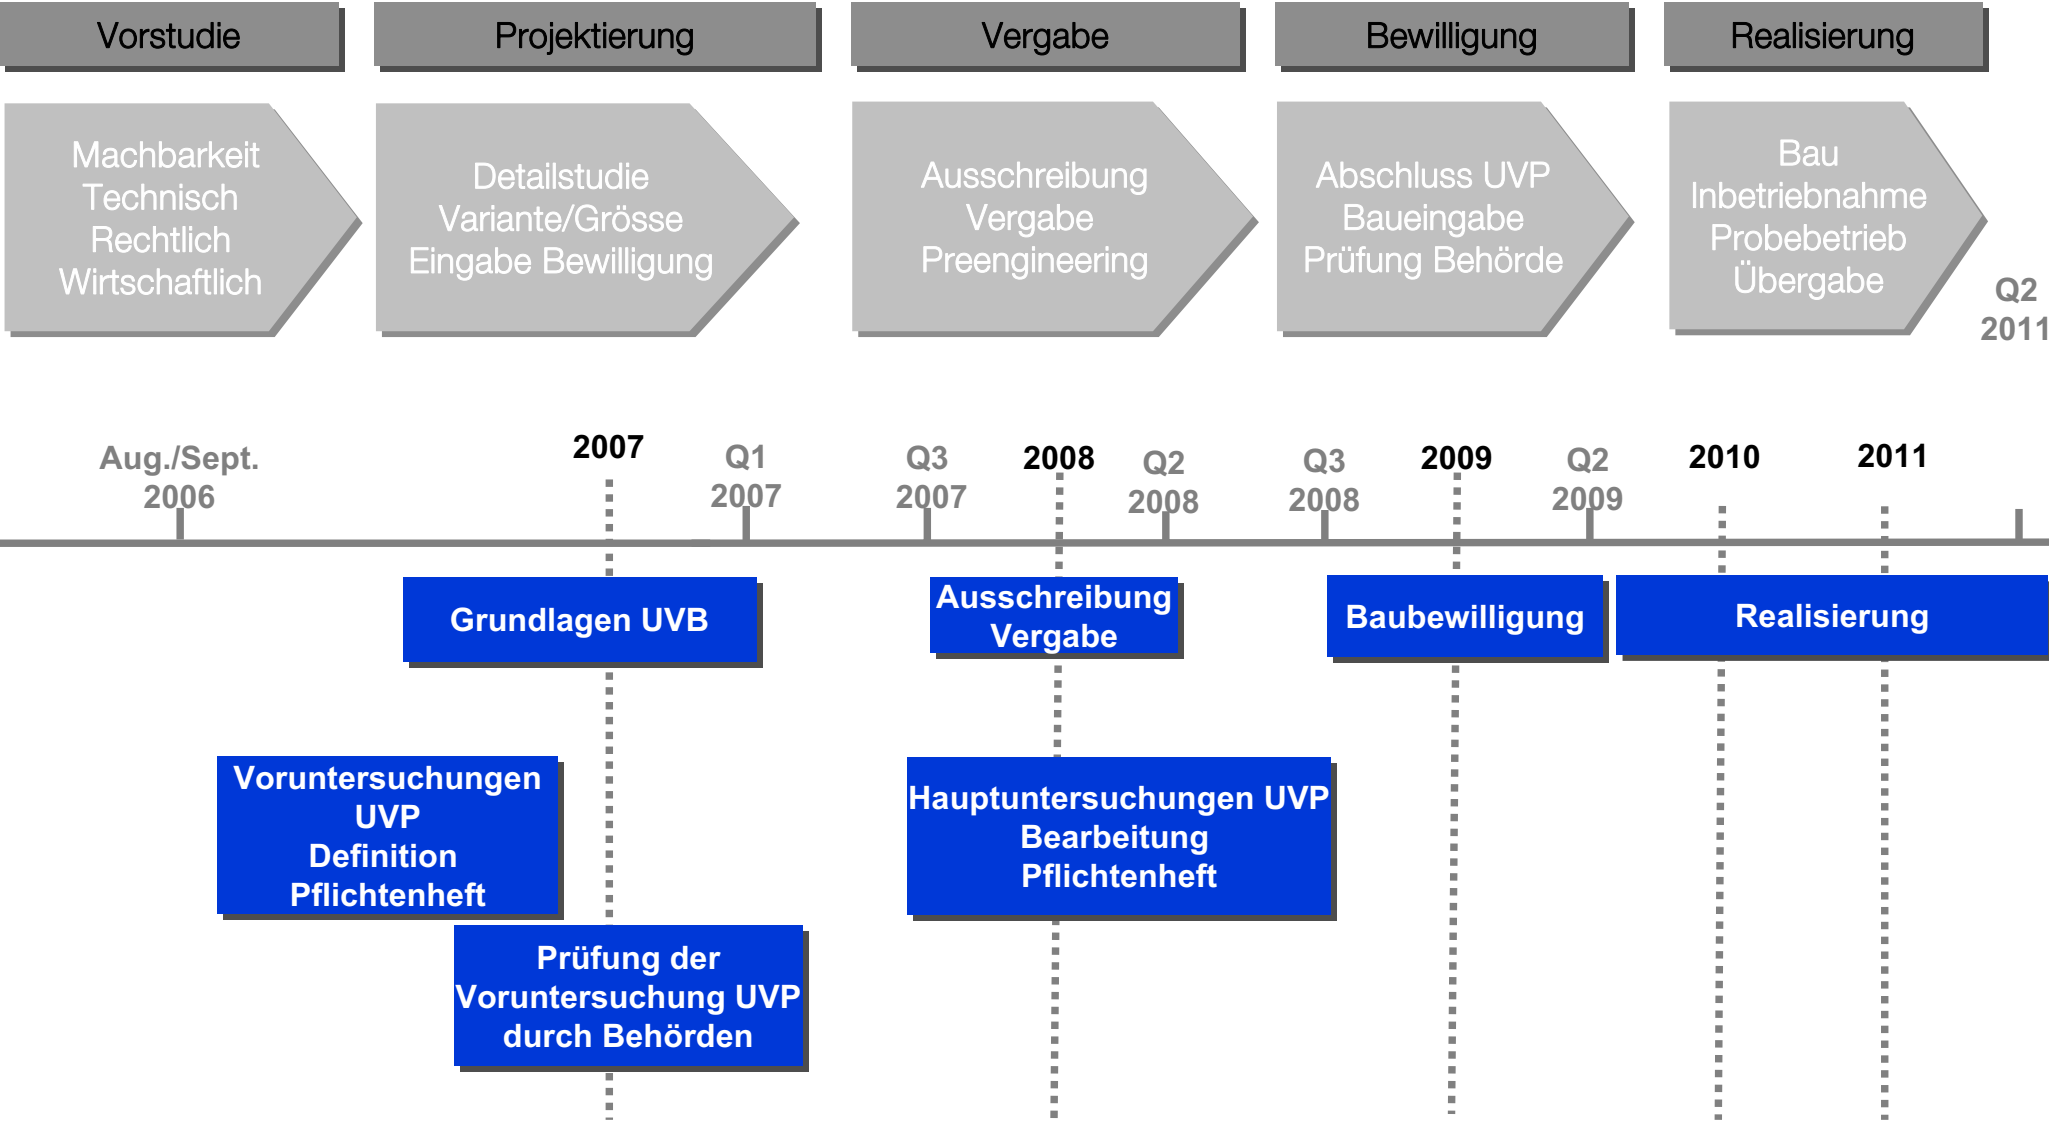 Vorstudie
Projektierung
Vergabe
Bewilligung
Realisierung
Machbarkeit
Technisch
Rechtlich
Wirtschaftlich
Detailstudie
Variante/Grösse
Eingabe Bewilligung
Ausschreibung
Vergabe
Preengineering
Abschluss UVP
Baueingabe
Prüfung Behörde
Bau
Inbetriebnahme
Probebetrieb
Übergabe
Q2
2011
Aug./Sept.
2006
2007
Q1
2007
Q3
2007
2008
Q2
2008
Q3
2008
2009
Q2
2009
2010
2011
Grundlagen UVB
Ausschreibung
Vergabe
Baubewilligung
Realisierung
Voruntersuchungen
UVP
Definition
Pflichtenheft
Hauptuntersuchungen UVP
Bearbeitung
Pflichtenheft
Prüfung der
Voruntersuchung UVP
durch Behörden